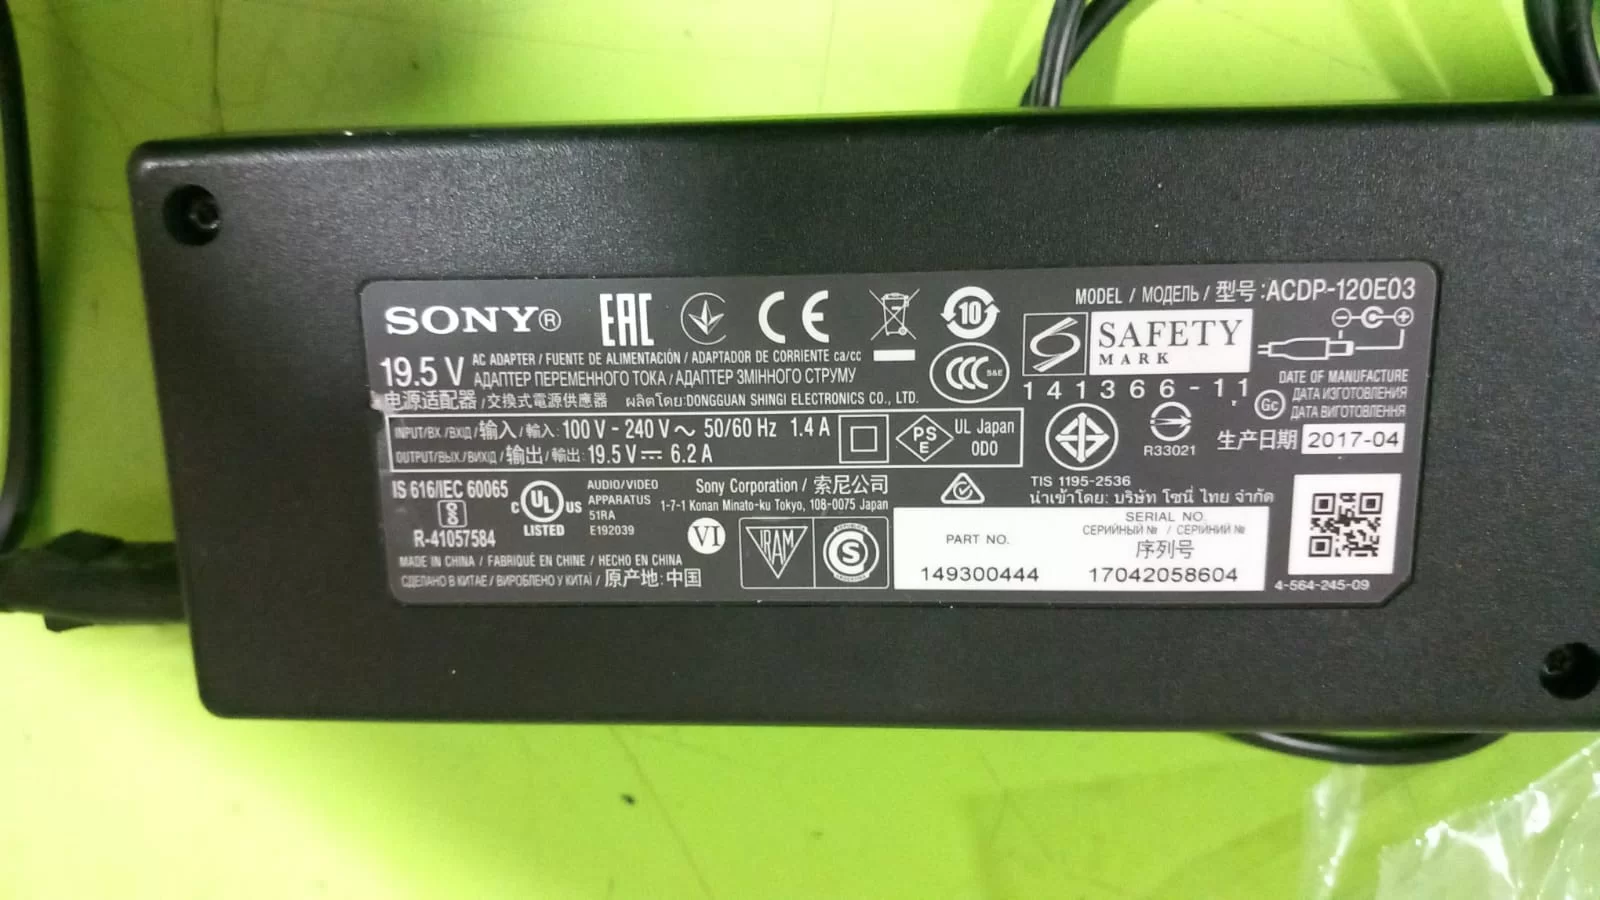 SONY®
EAC
CE
10
MODEL / МОДЕЛЬ / 型号 : ACDP-120E03
19.5 V
AC ADAPTER / FUENTE DE ALIMENTACIÓN / ADAPTADOR DE CORRIENTE ca/cc
АДАПТЕР ПЕРЕМЕННОГО ТОКА / АДАПТЕР ЗМІННОГО СТРУМУ
电源适配器 / 交換式電源供應器 ผลิตโดย: DONGGUAN SHINGI ELECTRONICS CO., LTD.
CCC S&E
S SAFETY
MARK
141366-11
DATE OF MANUFACTURE
ДАТА ИЗГОТОВЛЕНИЯ
ДАТА ВИГОТОВЛЕННЯ
Gc
生产日期 2017-04
INPUT/ВХ./ВХІД / 输入 / 輸入: 100 V - 240 V ~ 50/60 Hz 1.4 A
OUTPUT/ВЫХ./ВИХІД / 输出 / 輸出: 19.5 V ⎓ 6.2 A
PS
E
UL Japan
ODO
R33021
IS 616/IEC 60065
R-41057584
c UL us
LISTED
AUDIO/VIDEO
APPARATUS
51RA
E192039
Sony Corporation / 索尼公司
1-7-1 Konan Minato-ku Tokyo, 108-0075 Japan
TIS 1195-2536
นำเข้าโดย: บริษัท โซนี่ ไทย จำกัด
VI
IRAM
S
MADE IN CHINA / FABRIQUÉ EN CHINE / HECHO EN CHINA
СДЕЛАНО В КИТАЕ / ВИРОБЛЕНО У КИТАЇ / 原产地: 中国
PART NO.
149300444
SERIAL NO.
СЕРИЙНЫЙ № / СЕРІЙНИЙ №
序列号
17042058604
4-564-245-09